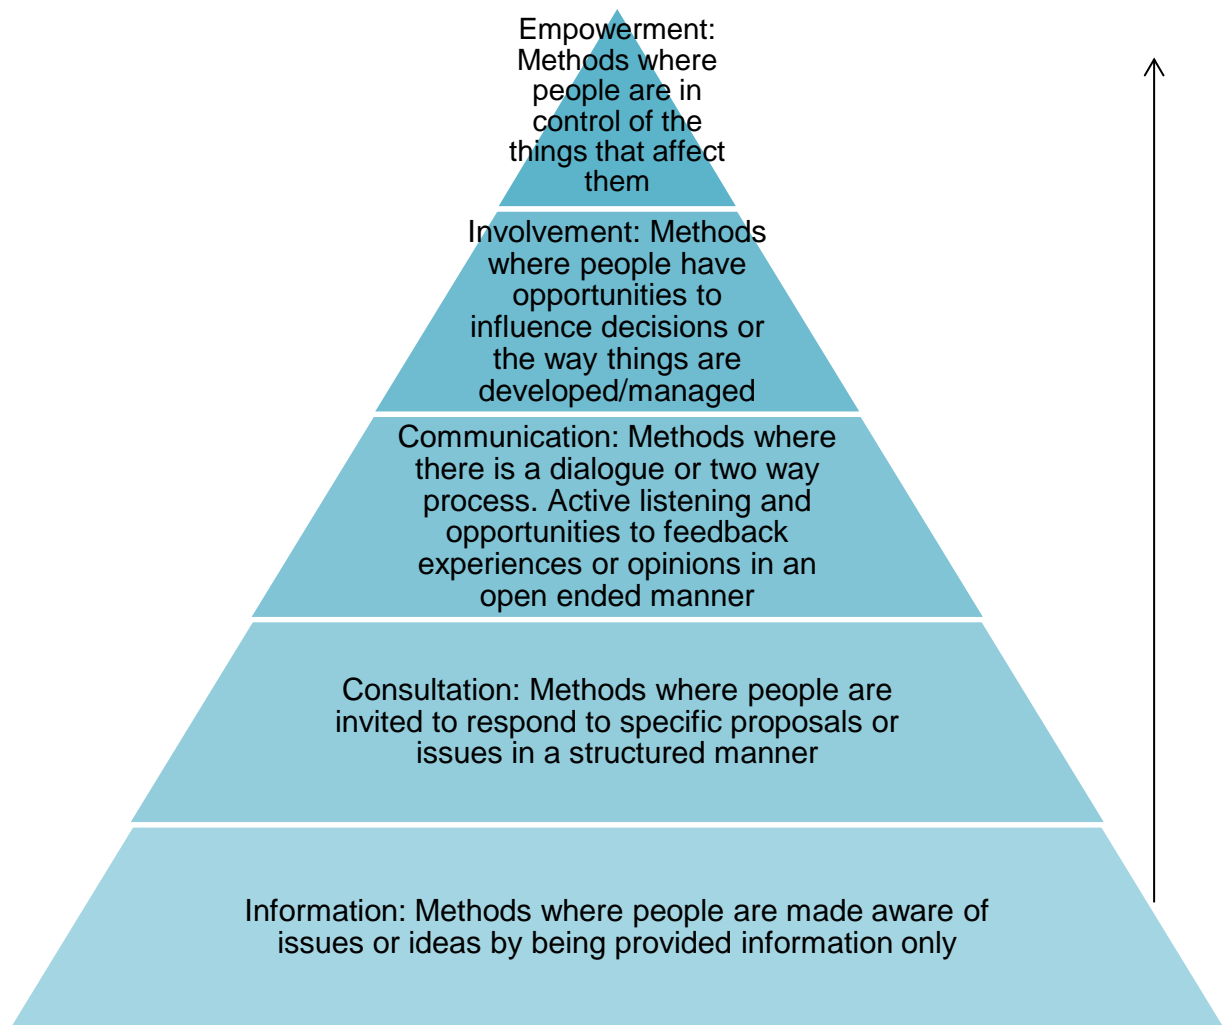 Empowerment:
Methods where
people are in
control of the
things that affect
them
Involvement: Methods
where people have
opportunities to
influence decisions or
the way things are
developed/managed
Communication: Methods where
there is a dialogue or two way
process. Active listening and
opportunities to feedback
experiences or opinions in an
open ended manner
Consultation: Methods where people are
invited to respond to specific proposals or
issues in a structured manner
Information: Methods where people are made aware of
issues or ideas by being provided information only